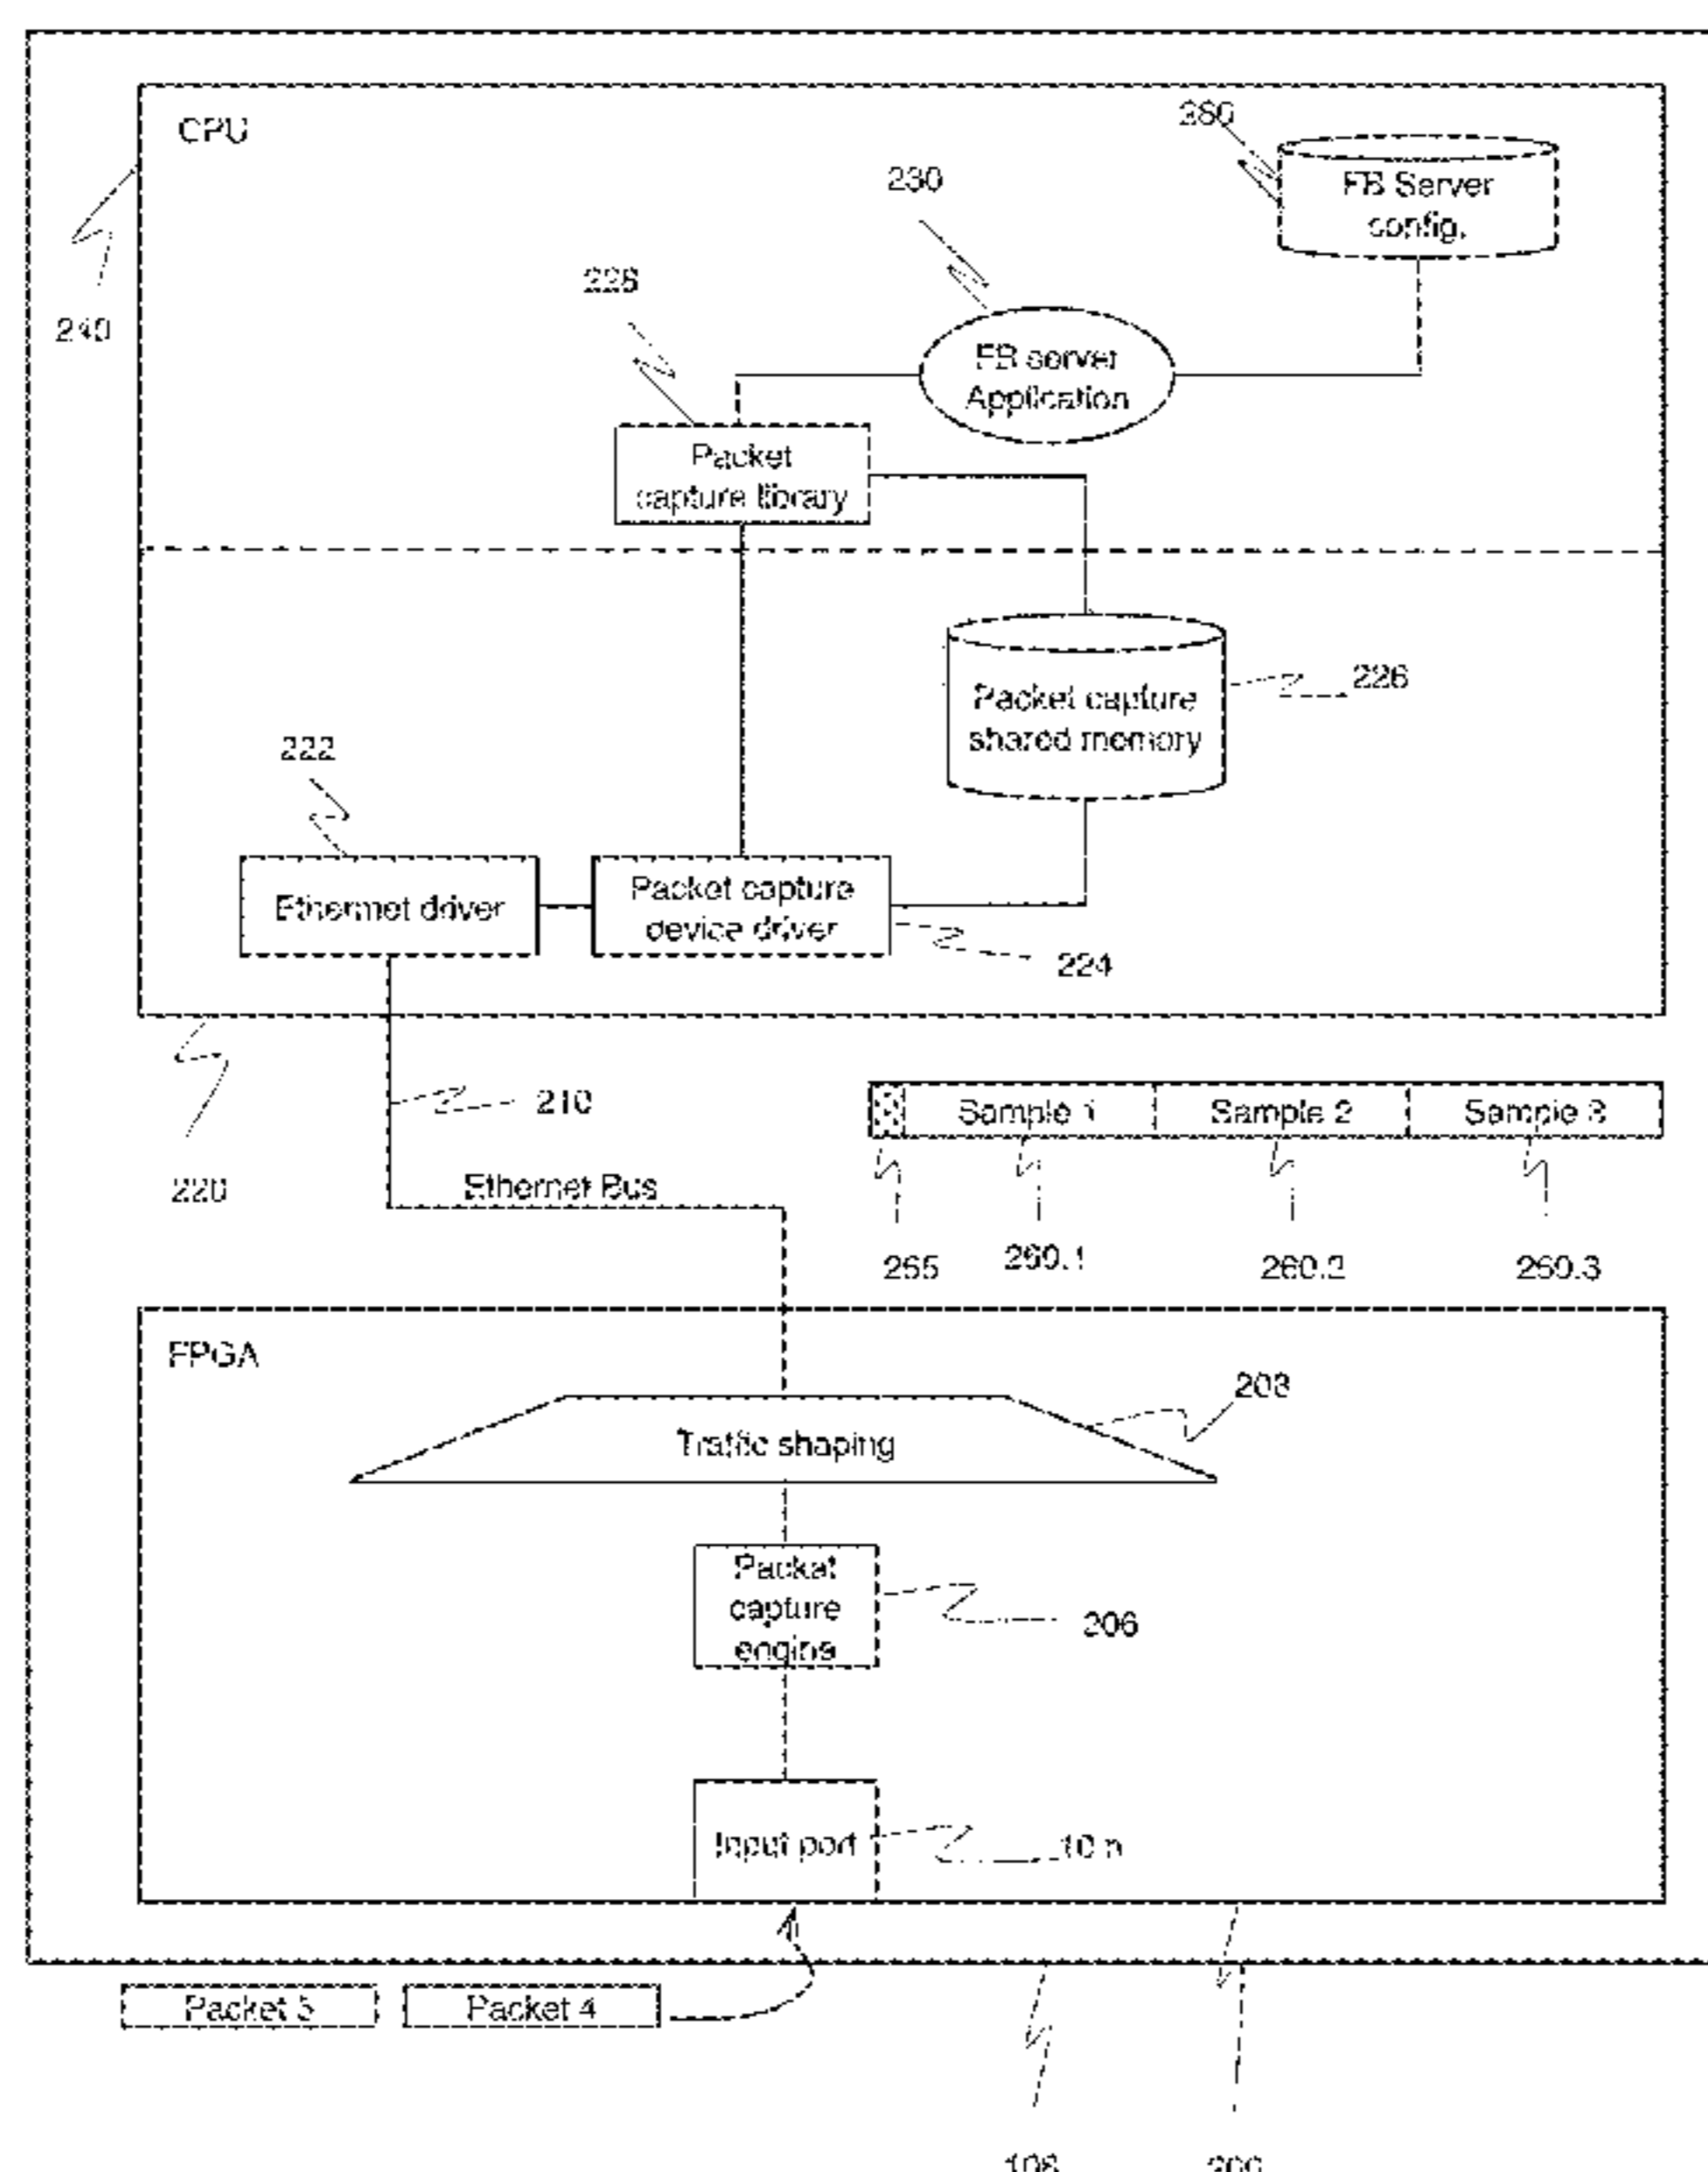 CPU
230
FB Server
config.
228
240
FB server
Application
Packet
capture library
226
Packet capture
shared memory
222
Ethernet driver
Packet capture
device driver
224
210
Sample 1
Sample 2
Sample 3
220
Ethernet Bus
265
260.1
260.2
260.3
FPGA
208
Traffic shaping
Packet
capture
engine
206
Input port
10.n
Packet 5
Packet 4